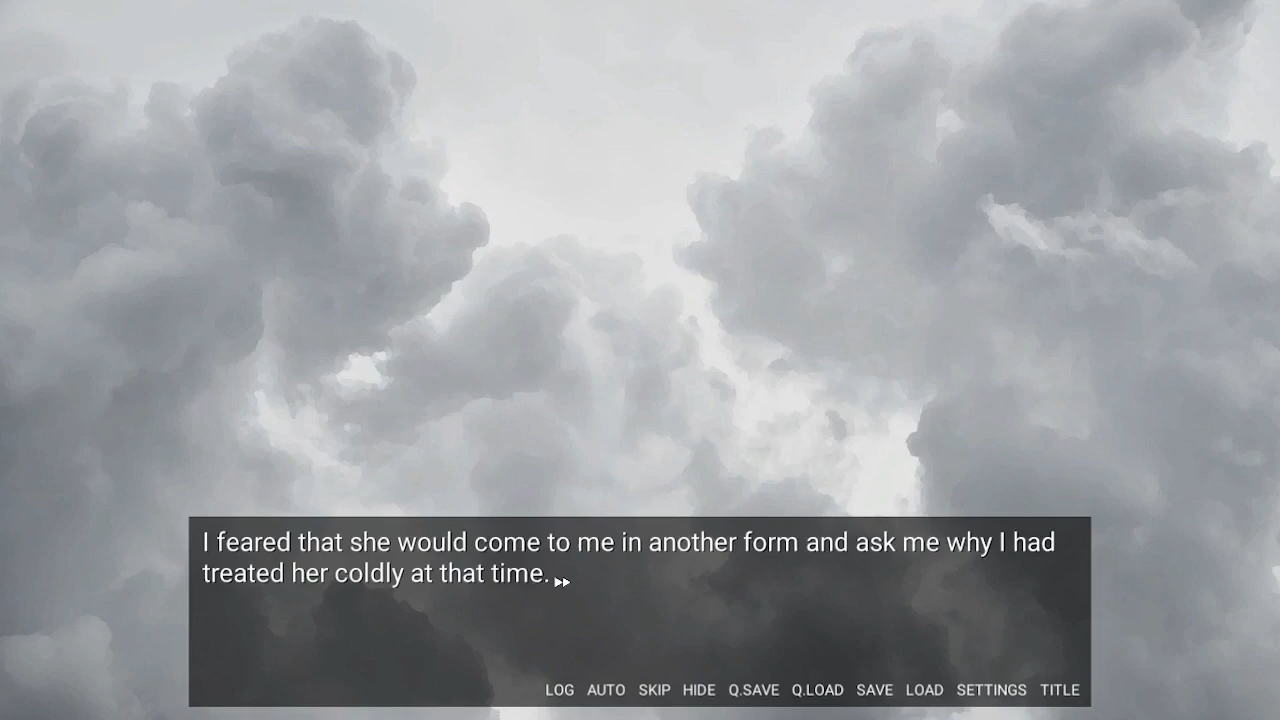 I feared that she would come to me in another form and ask me why I had
treated her coldly at that time.
LOG AUTO SKIP HIDE Q.SAVE Q.LOAD SAVE LOAD SETTINGS TITLE